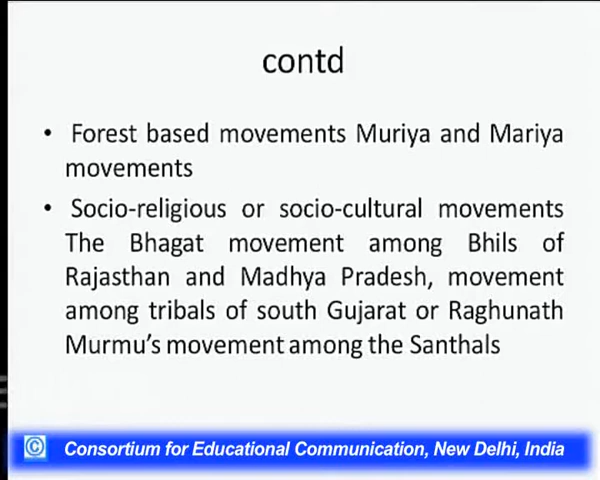 contd
• Forest based movements Muriya and Mariya
movements
• Socio-religious or socio-cultural movements
The Bhagat movement among Bhils of
Rajasthan and Madhya Pradesh, movement
among tribals of south Gujarat or Raghunath
Murmu's movement among the Santhals
© Consortium for Educational Communication, New Delhi, India